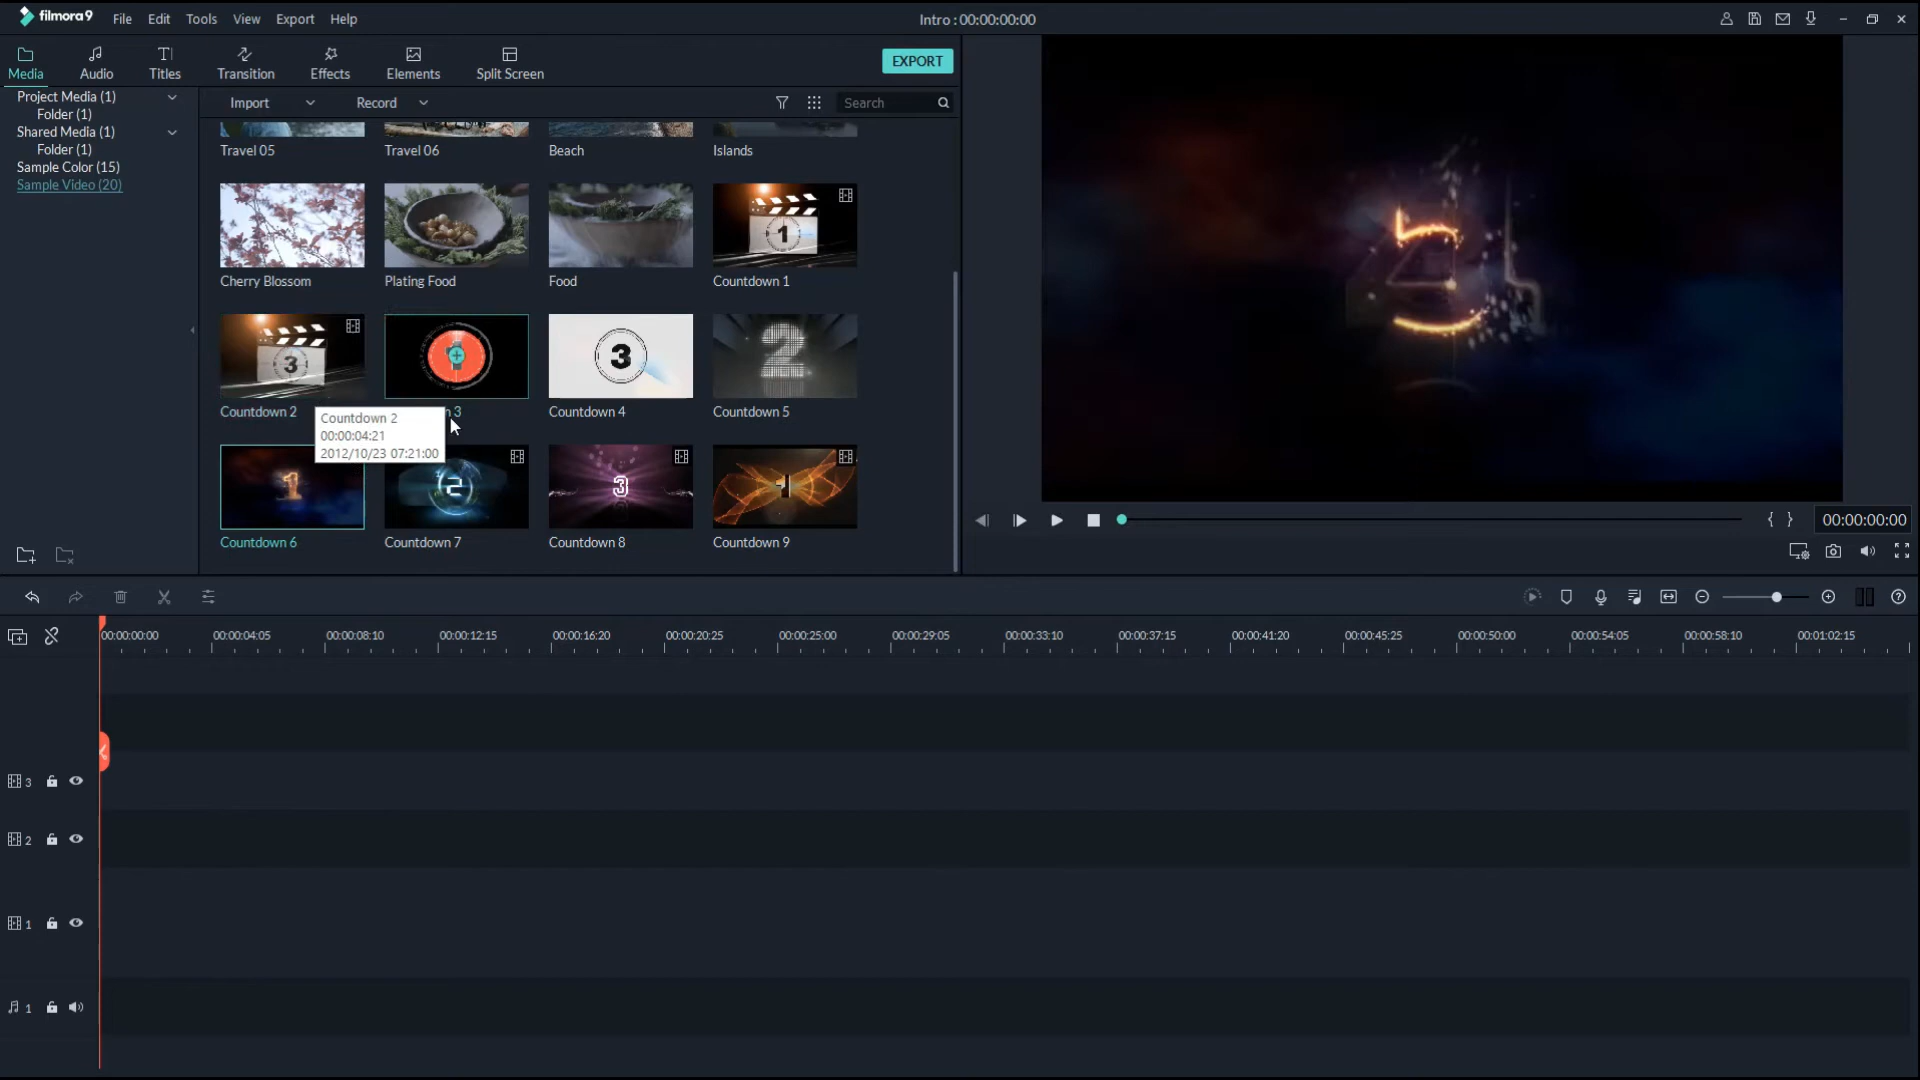 filmora9 File Edit Tools View Export Help
Intro : 00:00:00:00
Media Audio Titles Transition Effects Elements Split Screen
EXPORT
Project Media (1)
Folder (1)
Shared Media (1)
Folder (1)
Sample Color (15)
Sample Video (20)
Import Record Search
Travel 05 Travel 06 Beach Islands
Cherry Blossom Plating Food Food Countdown 1
Countdown 2 n 3 Countdown 4 Countdown 5
Countdown 2
00:00:04:21
2012/10/23 07:21:00
Countdown 6 Countdown 7 Countdown 8 Countdown 9
00:00:00:00
00:00:00:00 00:00:04:05 00:00:08:10 00:00:12:15 00:00:16:20 00:00:20:25 00:00:25:00 00:00:29:05 00:00:33:10 00:00:37:15 00:00:41:20 00:00:45:25 00:00:50:00 00:00:54:05 00:00:58:10 00:01:02:15
3
2
1
1